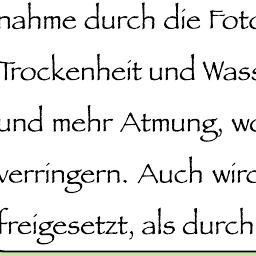 nahme durch die Foto
Trockenheit und Wass
und mehr Atmung, wo
verringern. Auch wird
freigesetzt, als durch